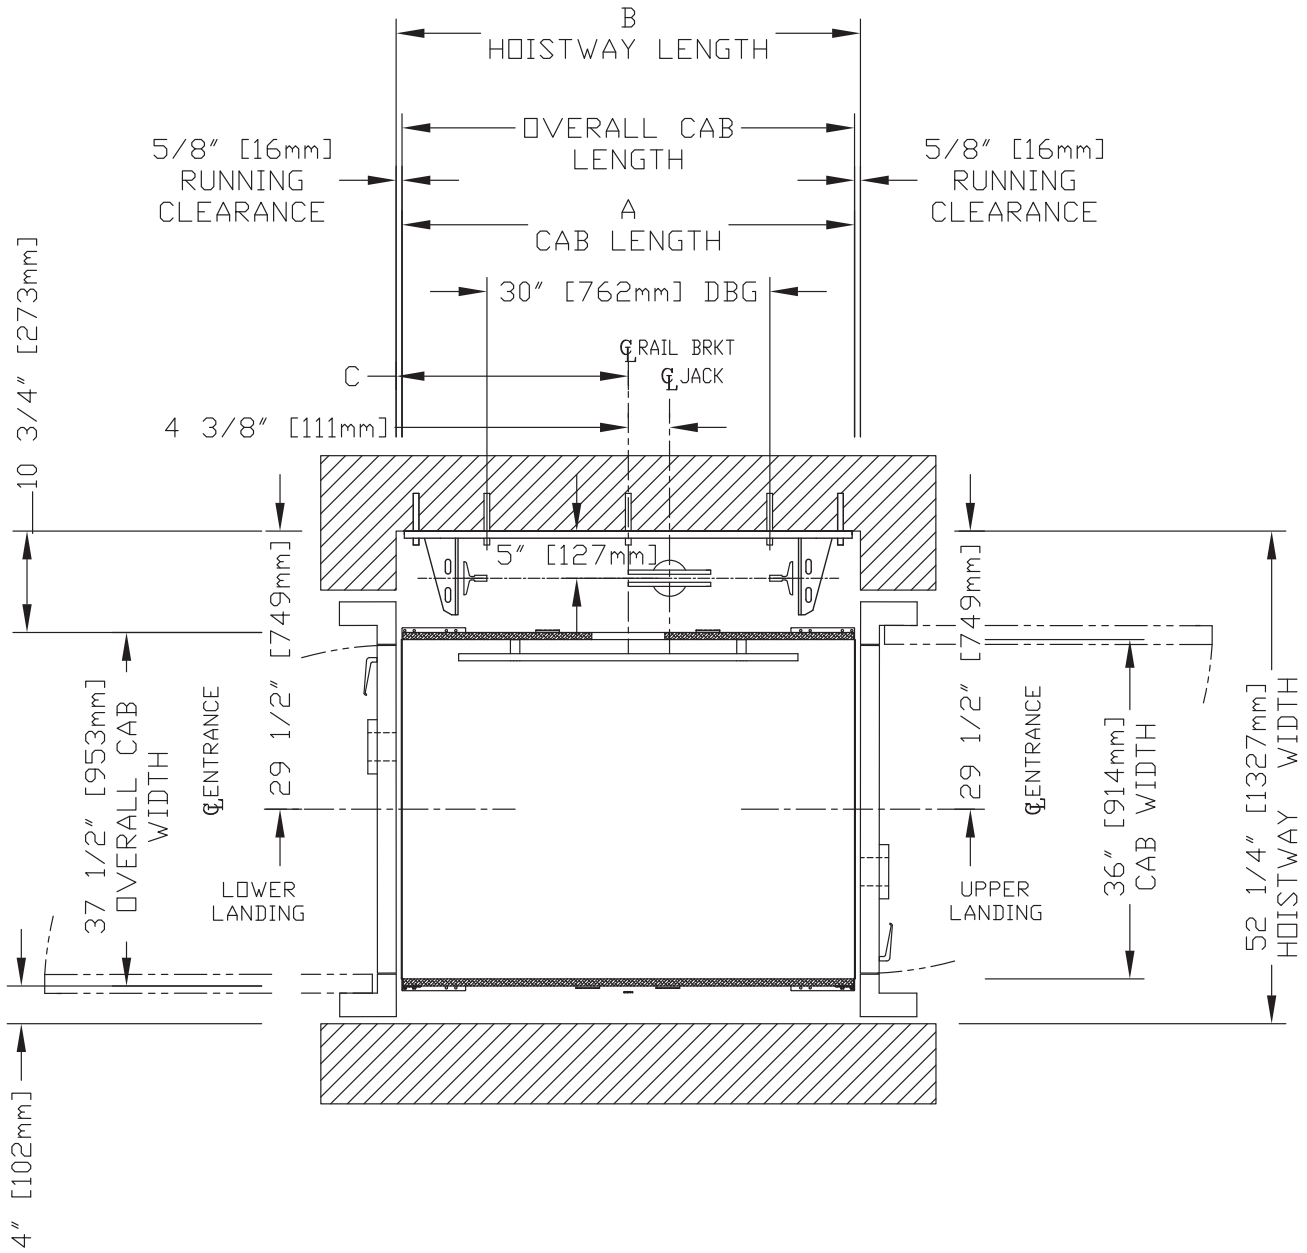 B
HOISTWAY LENGTH
OVERALL CAB
LENGTH
5/8" [16mm]
RUNNING
CLEARANCE
5/8" [16mm]
RUNNING
CLEARANCE
A
CAB LENGTH
30" [762mm] DBG
℄ RAIL BRKT
C
℄ JACK
4 3/8" [111mm]
10 3/4" [273mm]
5" [127mm]
29 1/2" [749mm]
29 1/2" [749mm]
37 1/2" [953mm]
OVERALL CAB
WIDTH
℄ ENTRANCE
℄ ENTRANCE
36" [914mm]
CAB WIDTH
52 1/4" [1327mm]
HOISTWAY WIDTH
LOWER
LANDING
UPPER
LANDING
4" [102mm]